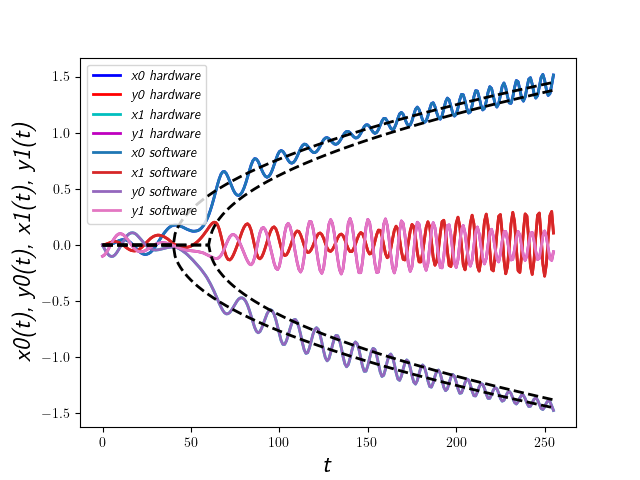 x0 hardware
y0 hardware
x1 hardware
y1 hardware
x0 software
x1 software
y0 software
y1 software
x0(t), y0(t), x1(t), y1(t)
1.5
1.0
0.5
0.0
−0.5
−1.0
−1.5
0 50 100 150 200 250
t